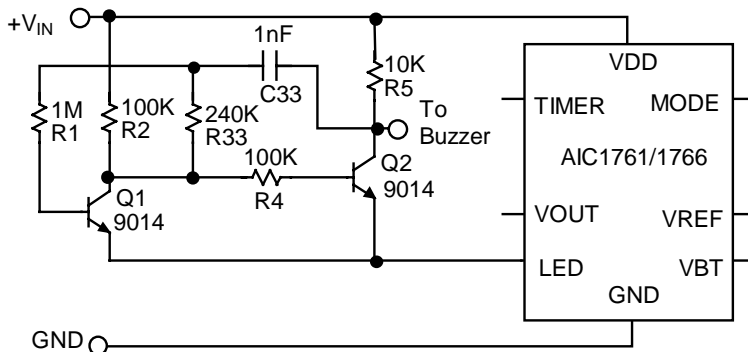 +VIN
1nF
C33
10K
R5
To
Buzzer
1M
R1
100K
R2
240K
R33
100K
R4
Q1
9014
Q2
9014
VDD
TIMER
MODE
AIC1761/1766
VOUT
VREF
LED
VBT
GND
GND